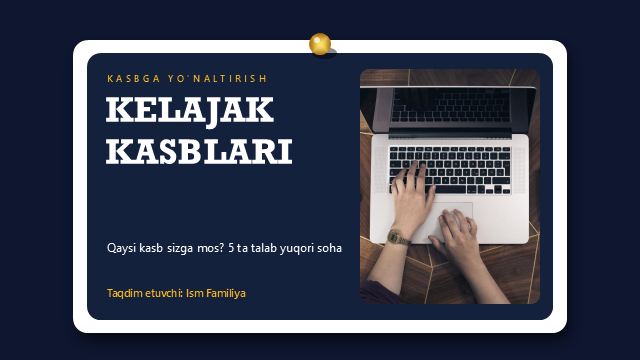 KASBGA YO'NALTIRISH
KELAJAK
KASBLARI
Qaysi kasb sizga mos? 5 ta talab yuqori soha
Taqdim etuvchi: Ism Familiya